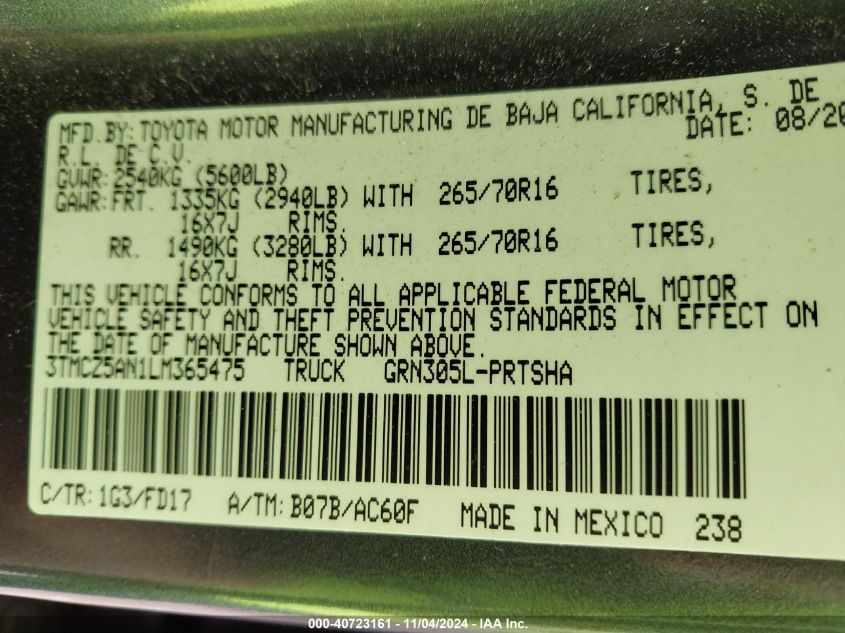 MFD.BY:TOYOTA MOTOR MANUFACTURING DE BAJA CALIFORNIA, S. DE
R.L. DE C.V. DATE: 08/20
GVWR:2540KG (5600LB)
GAWR:FRT. 1335KG (2940LB) WITH 265/70R16 TIRES,
16X7J RIMS.
RR. 1490KG (3280LB) WITH 265/70R16 TIRES,
16X7J RIMS.
THIS VEHICLE CONFORMS TO ALL APPLICABLE FEDERAL MOTOR
VEHICLE SAFETY AND THEFT PREVENTION STANDARDS IN EFFECT ON
THE DATE OF MANUFACTURE SHOWN ABOVE.
3TMCZ5AN1LM365475 TRUCK GRN305L-PRTSHA
C/TR:1G3/FD17 A/TM:B07B/AC60F MADE IN MEXICO 238
000-40723161 - 11/04/2024 - IAA Inc.